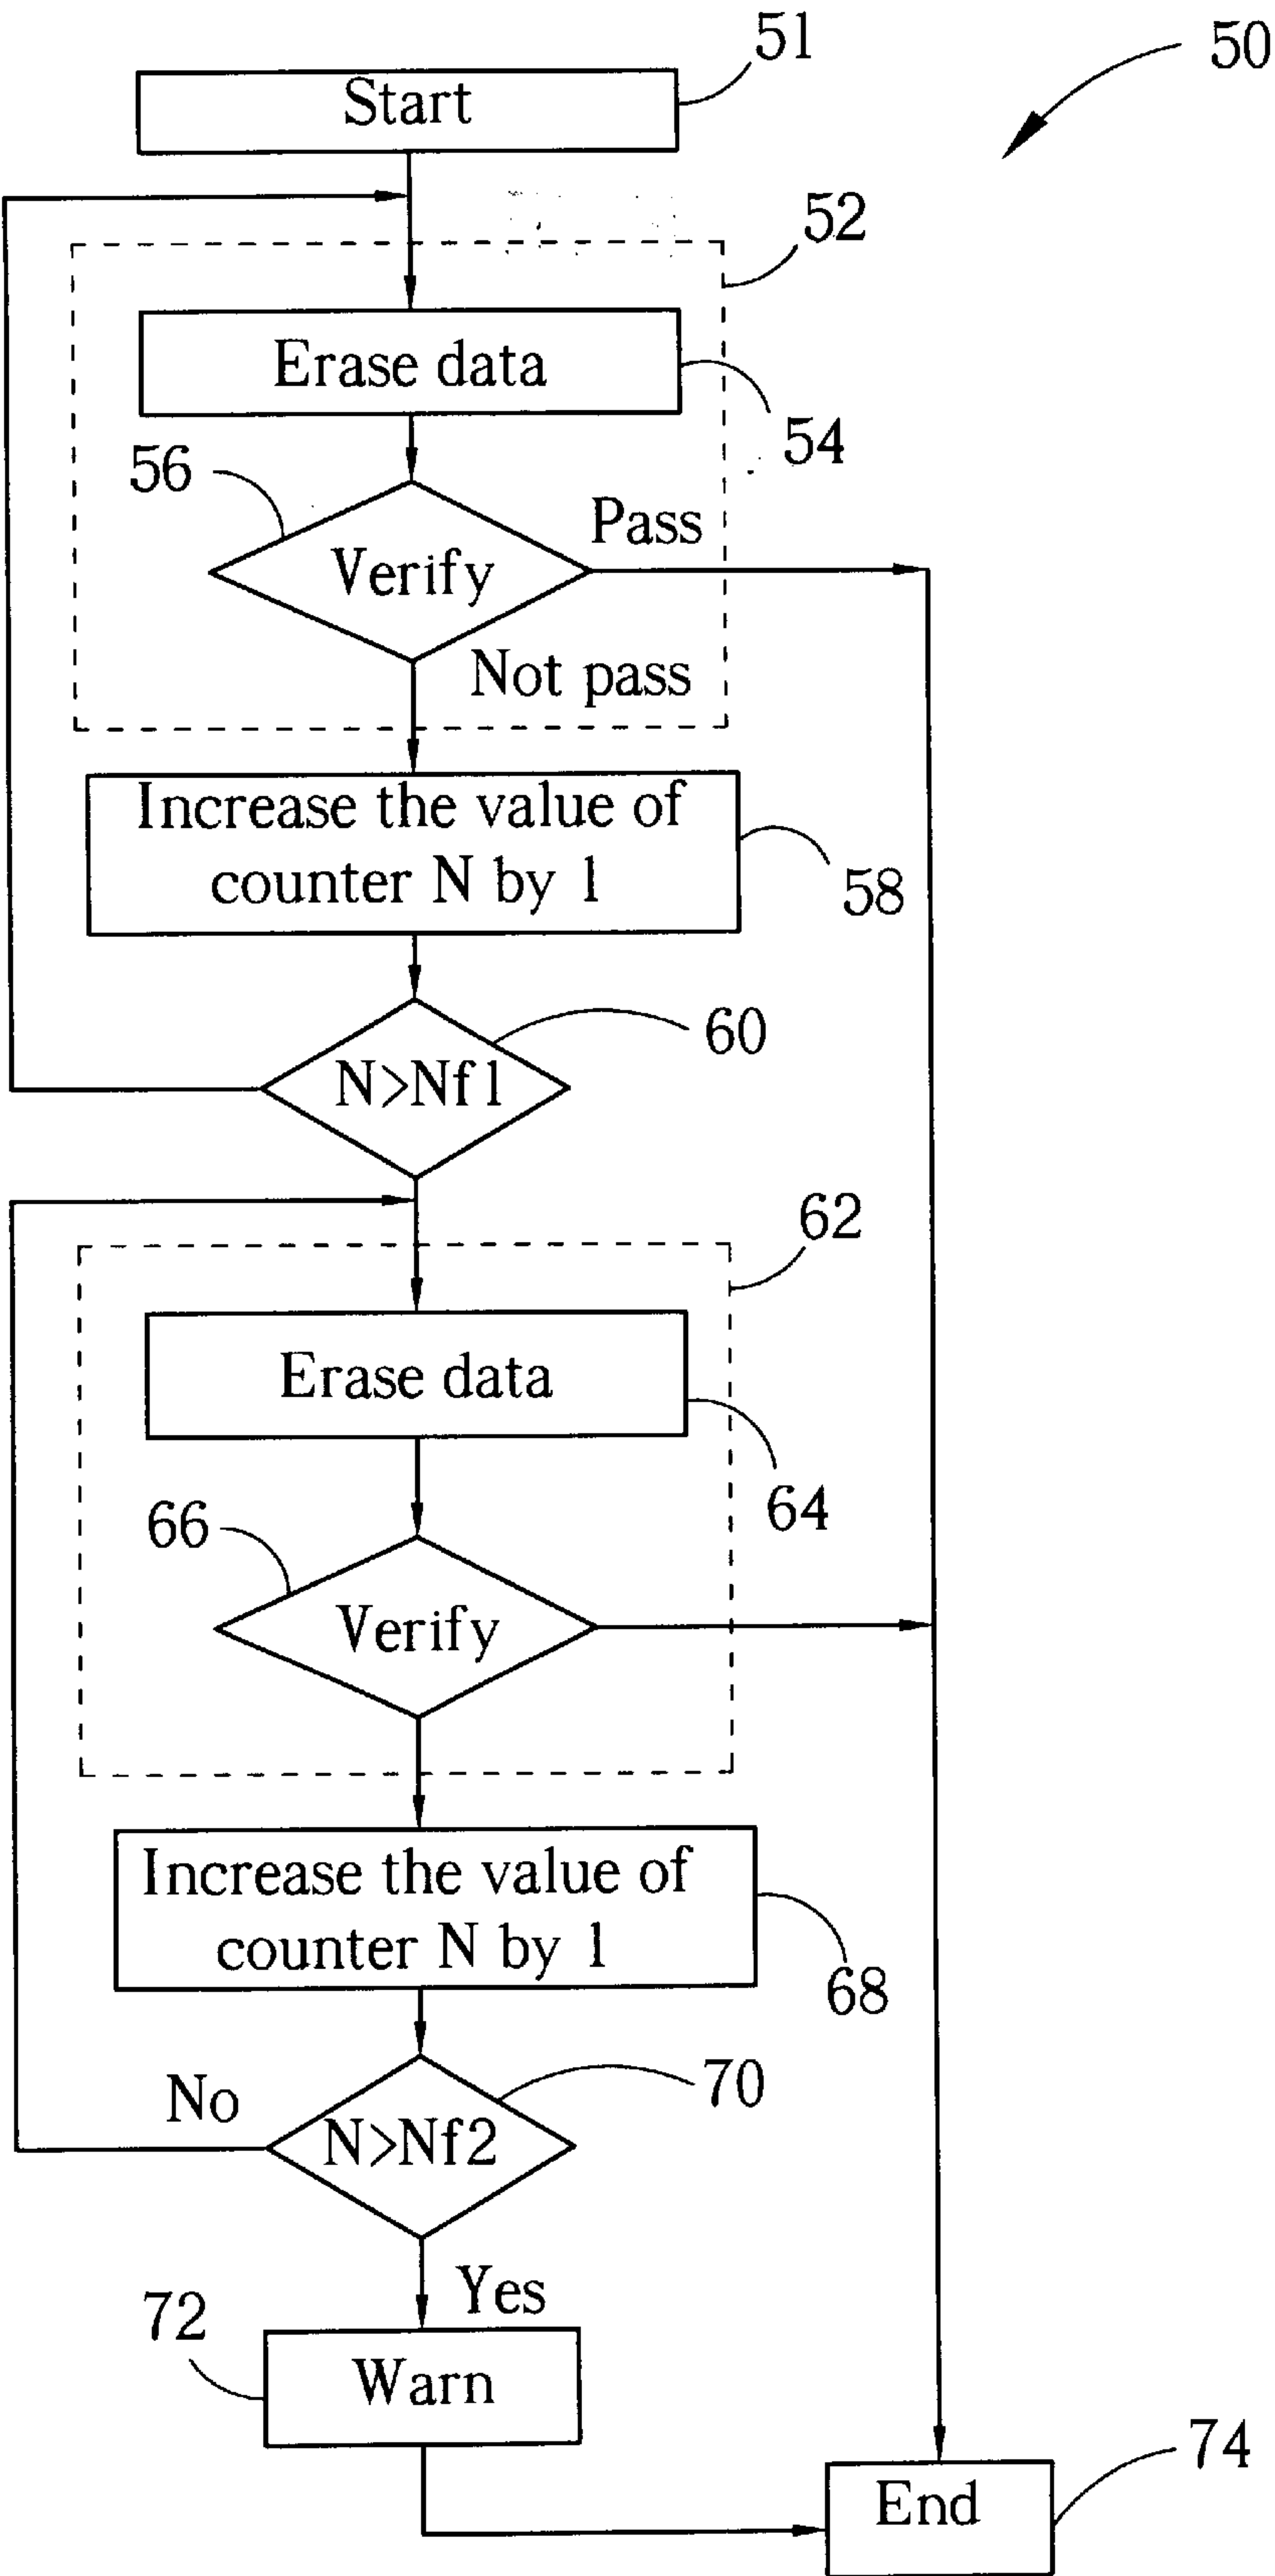 50
51
Start
52
Erase data
54
56
Verify
Pass
Not pass
Increase the value of
counter N by 1
58
60
N>Nf1
62
Erase data
64
66
Verify
Increase the value of
counter N by 1
68
70
No
N>Nf2
Yes
72
Warn
74
End